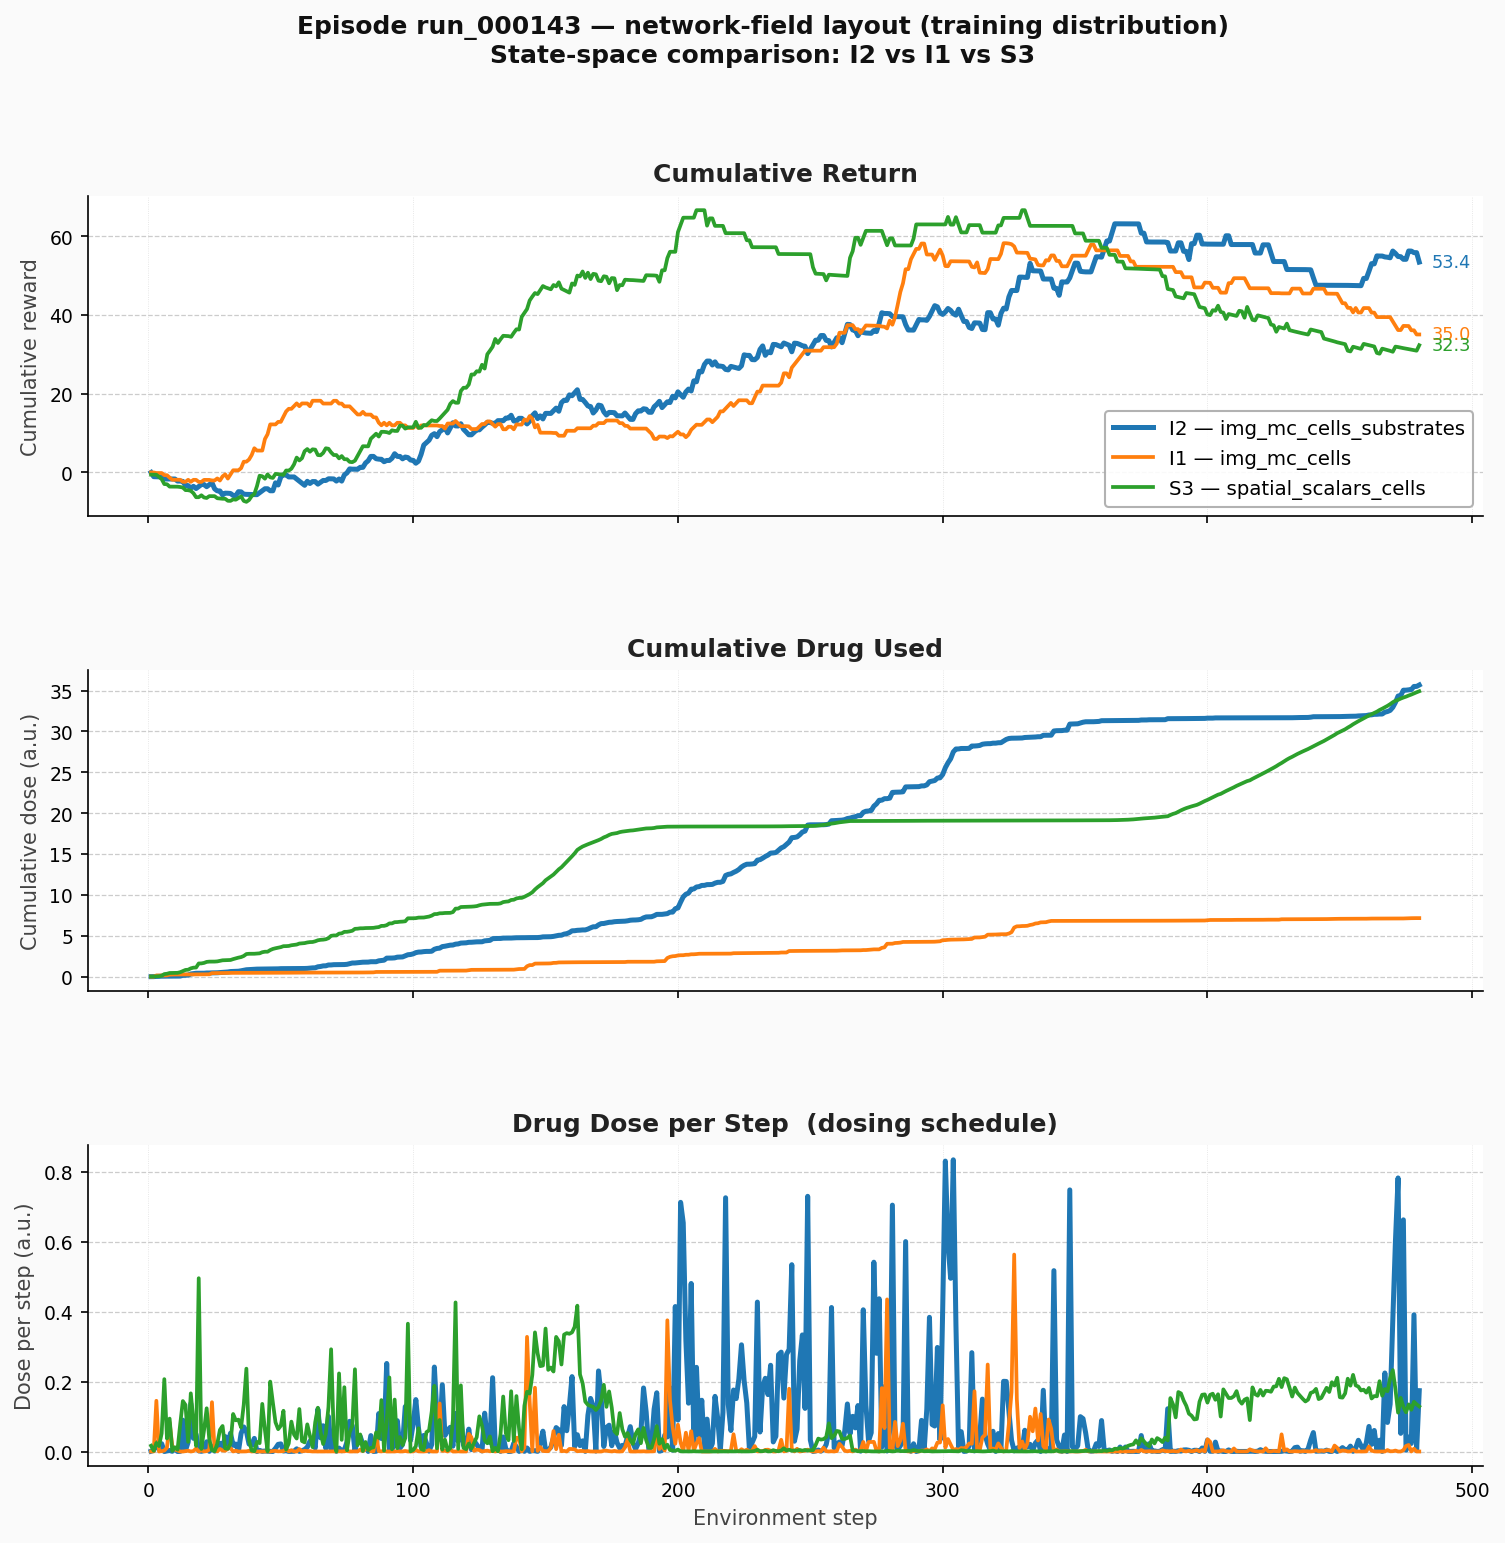 Episode run_000143 — network-field layout (training distribution)
State-space comparison: I2 vs I1 vs S3
Cumulative Return
Cumulative reward
60
40
20
0
53.4
35.0
32.3
I2 — img_mc_cells_substrates
I1 — img_mc_cells
S3 — spatial_scalars_cells
Cumulative Drug Used
Cumulative dose (a.u.)
35
30
25
20
15
10
5
0
Drug Dose per Step  (dosing schedule)
Dose per step (a.u.)
0.8
0.6
0.4
0.2
0.0
0 100 200 300 400 500
Environment step